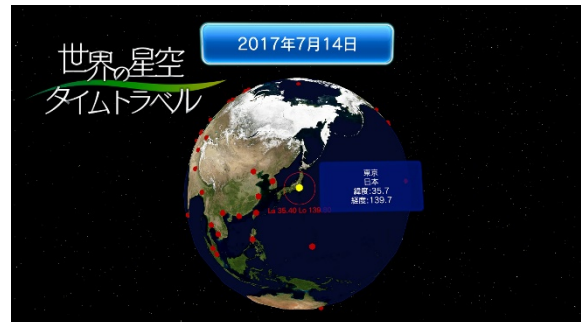 2017年7月14日
世界の星空
タイムトラベル
東京
日本
緯度:35.7
経度:139.7